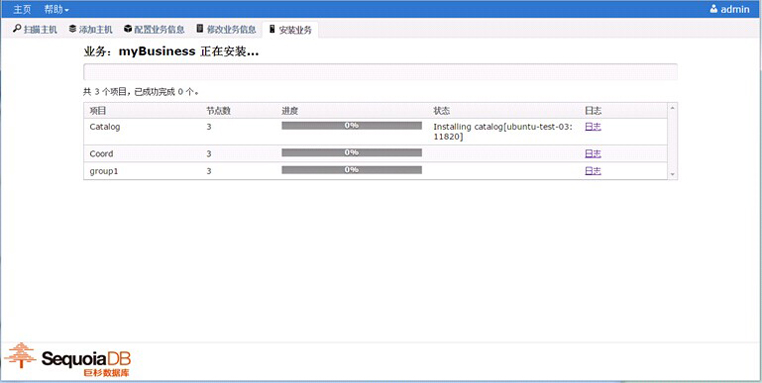 主页 帮助 admin
扫描主机 添加主机 配置业务信息 修改业务信息 安装业务
业务: myBusiness 正在安装...
共 3 个项目, 已成功完成 0 个。
项目 节点数 进度 状态 日志
Catalog 3 0% Installing catalog[ubuntu-test-03: 日志
11820]
Coord 3 0% 日志
group1 3 0% 日志
SequoiaDB
巨杉数据库